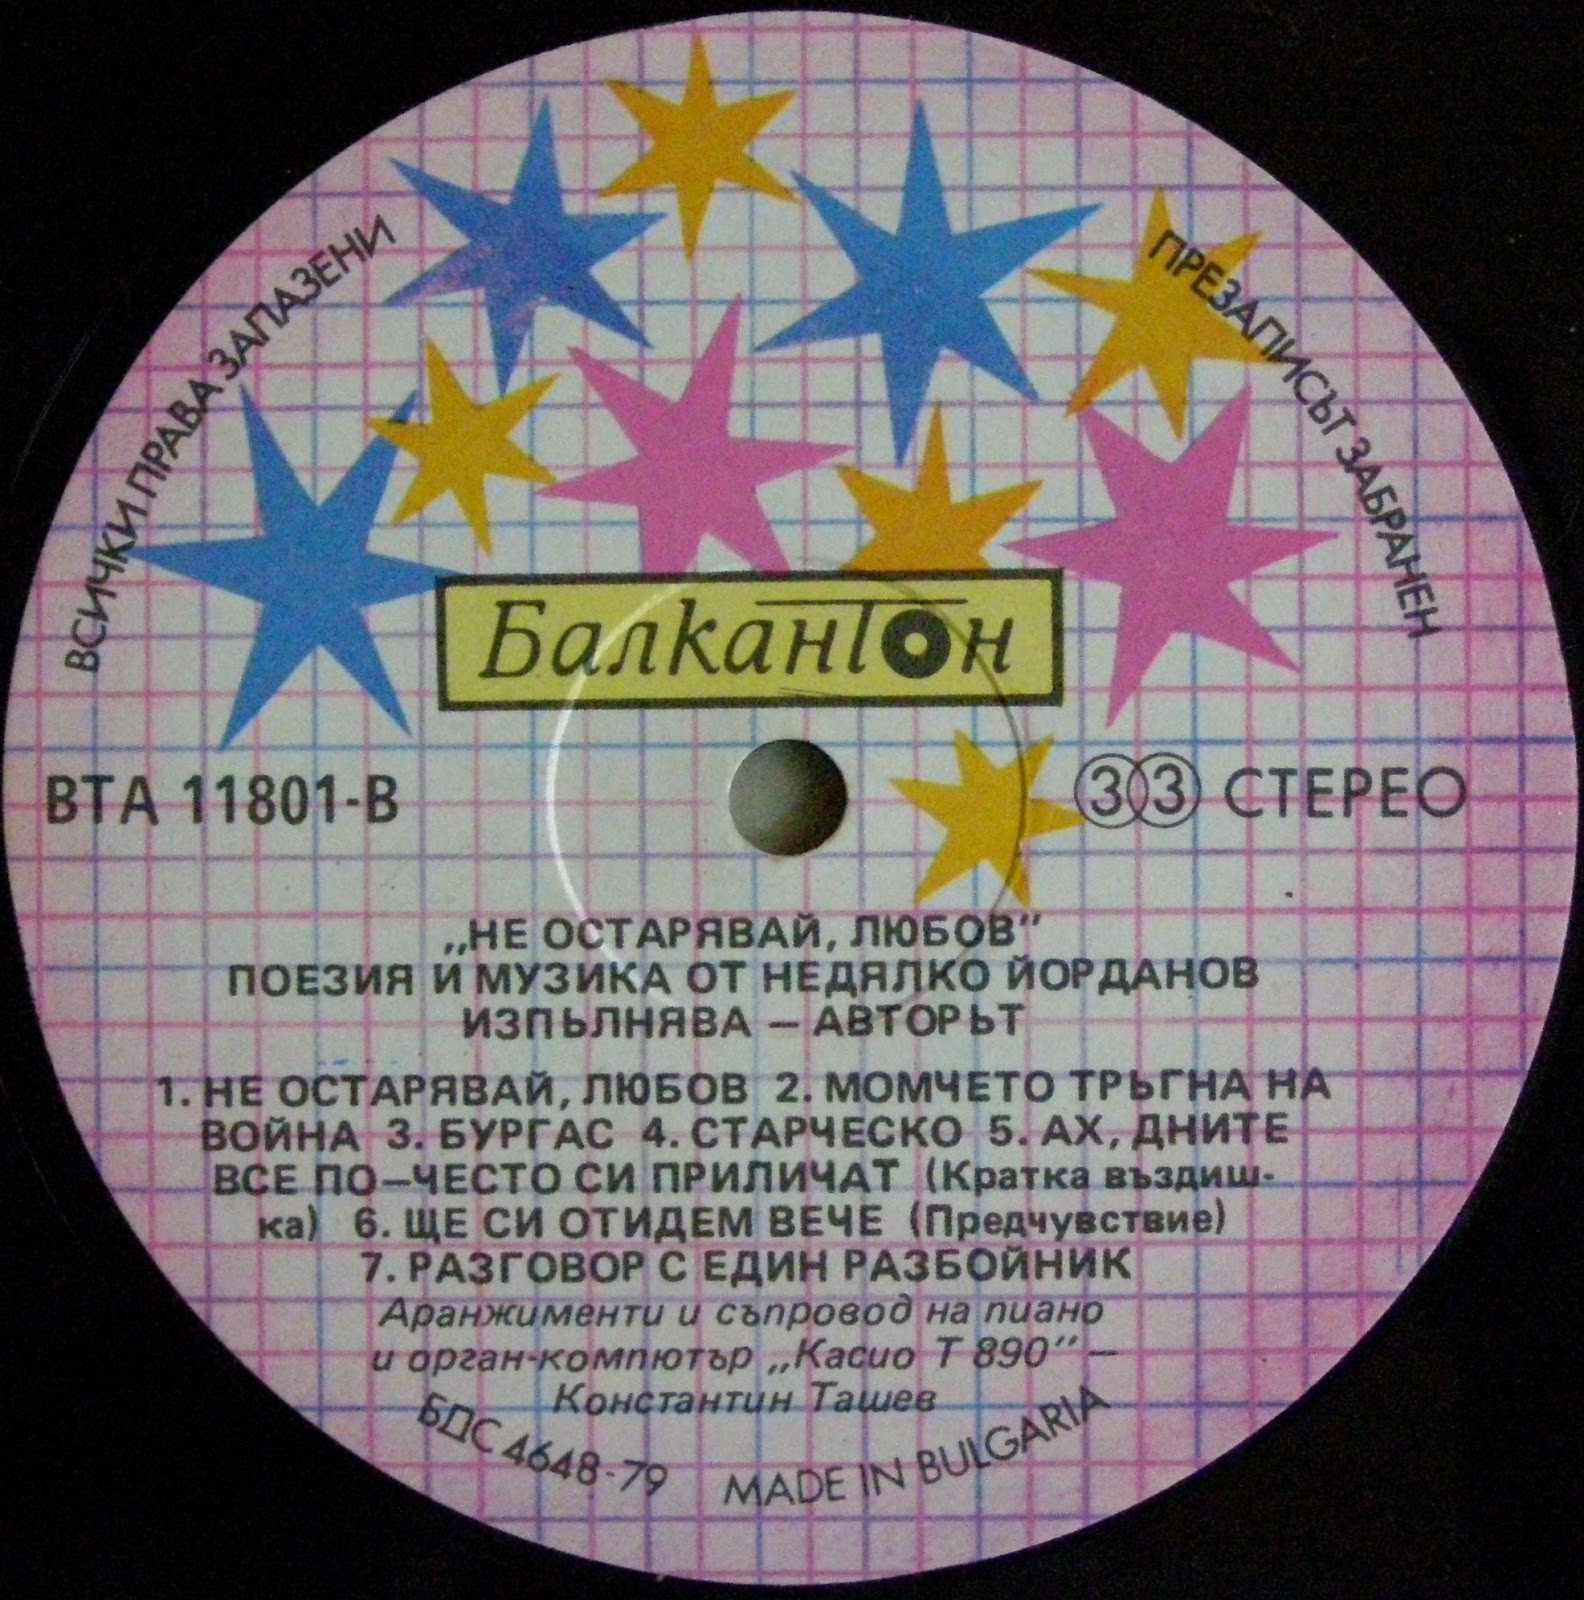 ВСИЧКИ ПРАВА ЗАПАЗЕНИ
ПРЕЗАПИСЪТ ЗАБРАНЕН
Балкантон
ВТА 11801-В
33 СТЕРЕО
„НЕ ОСТАРЯВАЙ, ЛЮБОВ"
ПОЕЗИЯ И МУЗИКА ОТ НЕДЯЛКО ЙОРДАНОВ
ИЗПЪЛНЯВА – АВТОРЪТ
1. НЕ ОСТАРЯВАЙ, ЛЮБОВ 2. МОМЧЕТО ТРЪГНА НА
ВОЙНА 3. БУРГАС 4. СТАРЧЕСКО 5. АХ, ДНИТЕ
ВСЕ ПО–ЧЕСТО СИ ПРИЛИЧАТ (Кратка въздиш-
ка) 6. ЩЕ СИ ОТИДЕМ ВЕЧЕ (Предчувствие)
7. РАЗГОВОР С ЕДИН РАЗБОЙНИК
Аранжименти и съпровод на пиано
и орган-компютър „Касио Т 890" –
Константин Ташев
БДС 4648-79
MADE IN BULGARIA